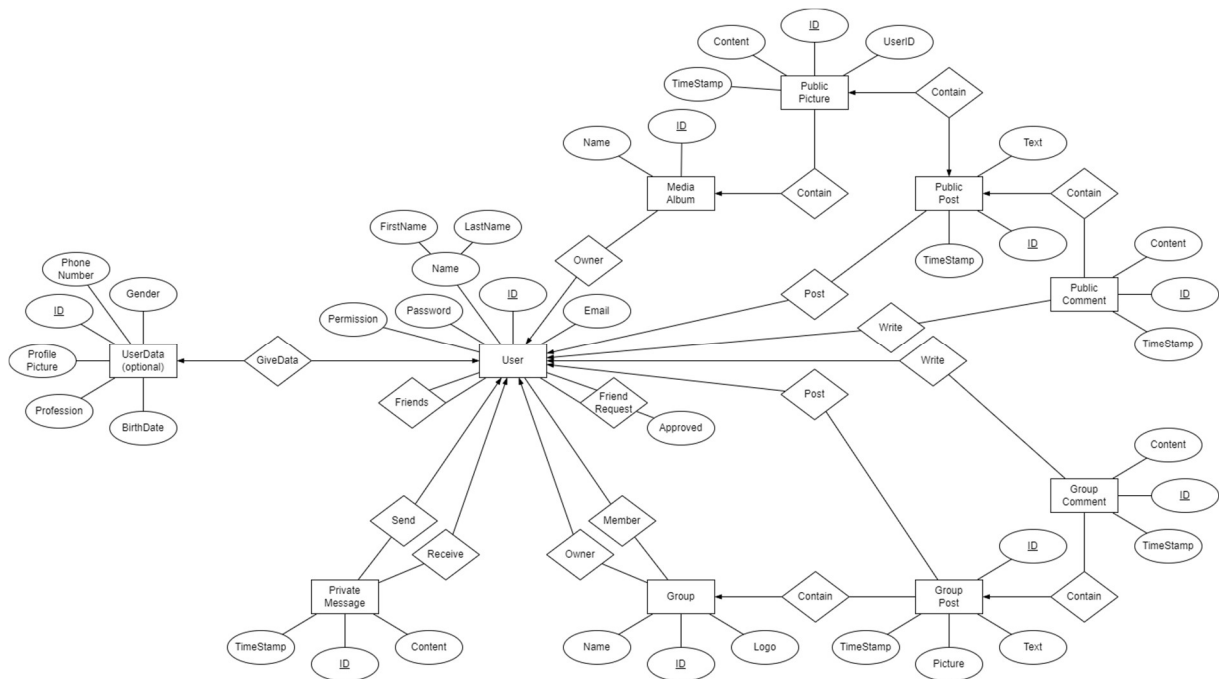 ID
Content
UserID
TimeStamp
Public
Picture
Contain
ID
Name
Text
Media
Album
Contain
Public
Post
Contain
FirstName
LastName
Content
ID
TimeStamp
Owner
Phone
Number
Name
Public
Comment
ID
Gender
ID
Post
ID
Password
Email
Permission
Write
TimeStamp
Profile
Picture
UserData
(optional)
GiveData
User
Write
Friends
Friend
Request
Post
Profession
BirthDate
Approved
Content
Group
Comment
ID
Send
Member
TimeStamp
Receive
Owner
ID
Private
Message
Group
Contain
Group
Post
Contain
TimeStamp
Content
Name
Logo
TimeStamp
Text
ID
ID
Picture